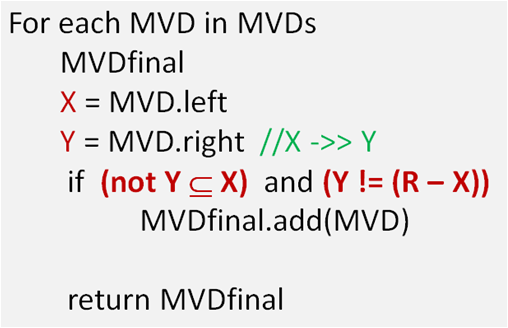 For each MVD in MVDs
MVDfinal
X = MVD.left
Y = MVD.right //X ->> Y
if (not Y ⊆ X) and (Y != (R – X))
MVDfinal.add(MVD)
return MVDfinal